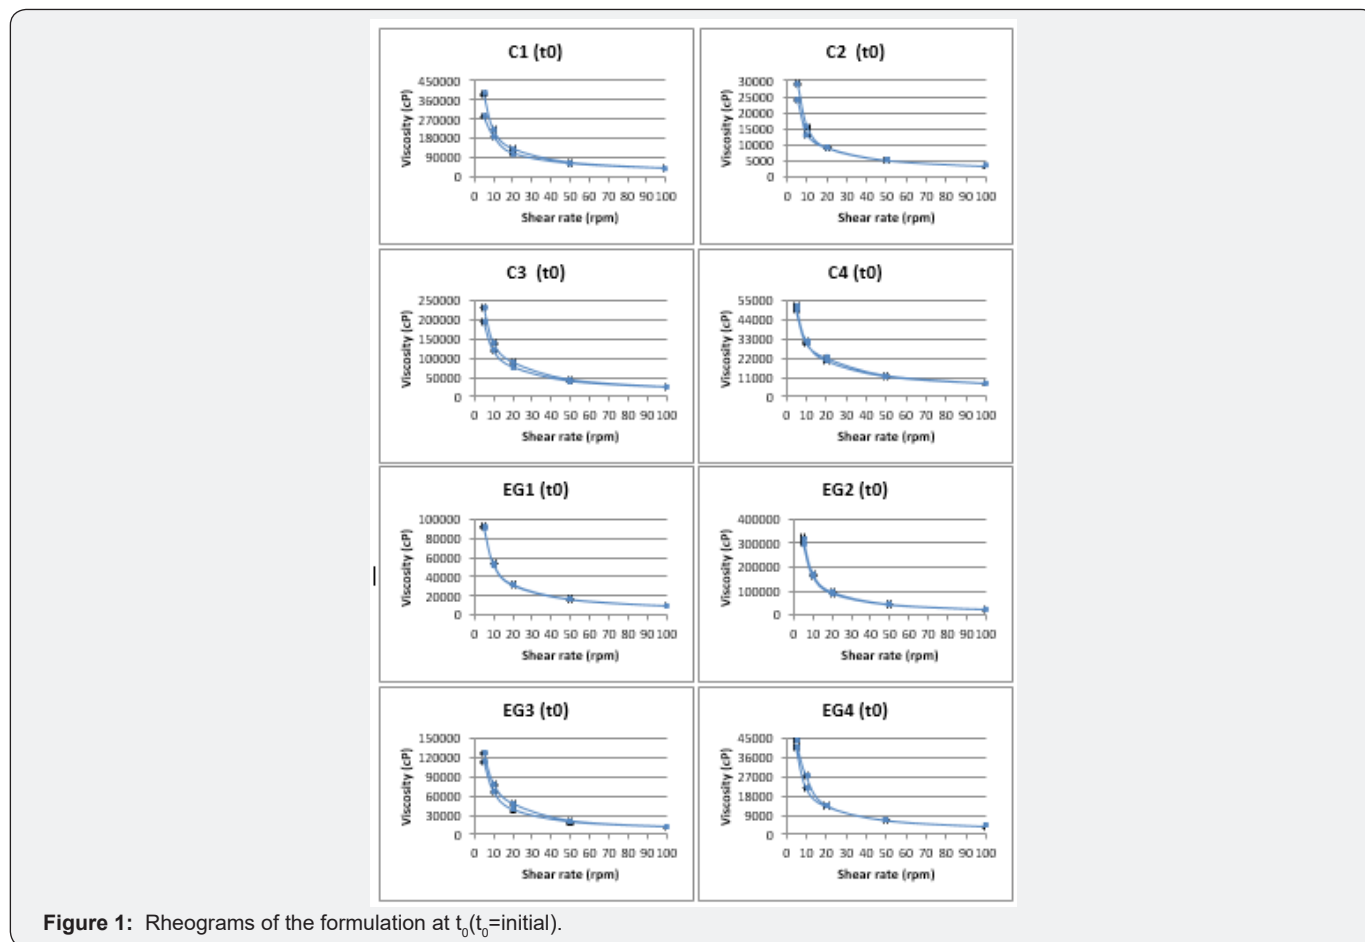 C1 (t0)
Viscosity (cP)
450000
360000
270000
180000
90000
0
0 10 20 30 40 50 60 70 80 90 100
Shear rate (rpm)
C2 (t0)
Viscosity (cP)
30000
25000
20000
15000
10000
5000
0
0 10 20 30 40 50 60 70 80 90 100
Shear rate (rpm)
C3 (t0)
Viscosity (cP)
250000
200000
150000
100000
50000
0
0 10 20 30 40 50 60 70 80 90 100
Shear rate (rpm)
C4 (t0)
Viscosity (cP)
55000
44000
33000
22000
11000
0
0 10 20 30 40 50 60 70 80 90 100
Shear rate (rpm)
EG1 (t0)
Viscosity (cP)
100000
80000
60000
40000
20000
0
0 10 20 30 40 50 60 70 80 90 100
Shear rate (rpm)
EG2 (t0)
Viscosity (cP)
400000
300000
200000
100000
0
0 10 20 30 40 50 60 70 80 90 100
Shear rate (rpm)
EG3 (t0)
Viscosity (cP)
150000
120000
90000
60000
30000
0
0 10 20 30 40 50 60 70 80 90 100
Shear rate (rpm)
EG4 (t0)
Viscosity (cP)
45000
36000
27000
18000
9000
0
0 10 20 30 40 50 60 70 80 90 100
Shear rate (rpm)
Figure 1: Rheograms of the formulation at t₀(t₀=initial).